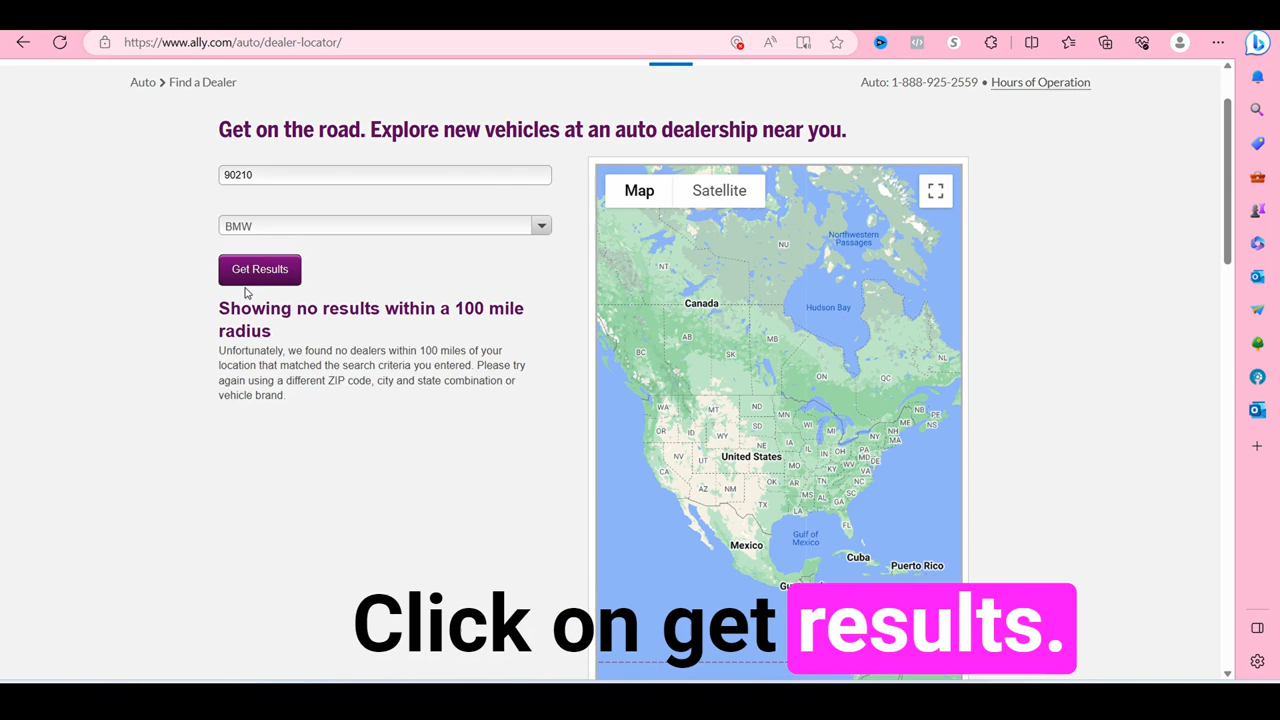 https://www.ally.com/auto/dealer-locator/
Auto > Find a Dealer
Auto: 1-888-925-2559 • Hours of Operation
Get on the road. Explore new vehicles at an auto dealership near you.
90210
BMW
Get Results
Showing no results within a 100 mile
radius
Unfortunately, we found no dealers within 100 miles of your
location that matched the search criteria you entered. Please try
again using a different ZIP code, city and state combination or
vehicle brand.
Map
Satellite
Northwestern
Passages
NU
NT
Canada
Hudson Bay
AB
MB
BC
SK
NL
ON
QC
WA
MT
ND
MN
NB
PE
OR
ID
SD
WI
MI
NY
NS
WY
ME
NV
UT
United States
NE
IA
IL
IN
OH
PA
MA
CA
MO
KY
WV
VA
DE
AZ
NM
OK
AR
TN
NC
MS
AL
SC
TX
LA
GA
FL
Mexico
Gulf of
Mexico
Cuba
Puerto Rico
Click on get results.